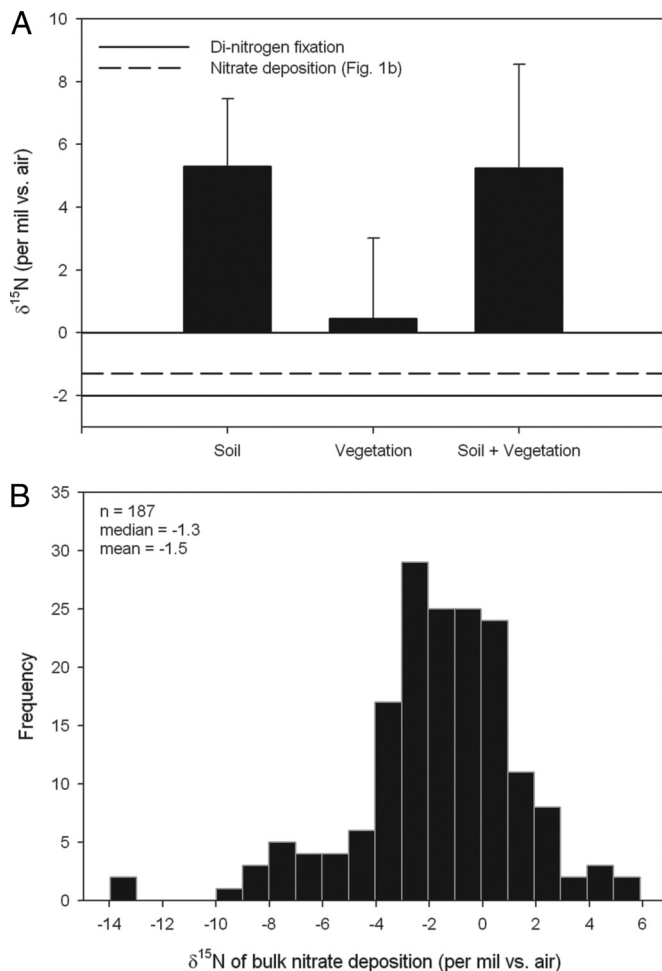 A
10
8
6
4
2
0
-2
δ15N (per mil vs. air)
Di-nitrogen fixation
Nitrate deposition (Fig. 1b)
Soil
Vegetation
Soil + Vegetation
B
35
30
25
20
15
10
5
0
Frequency
n = 187
median = -1.3
mean = -1.5
-14 -12 -10 -8 -6 -4 -2 0 2 4 6
δ15N of bulk nitrate deposition (per mil vs. air)